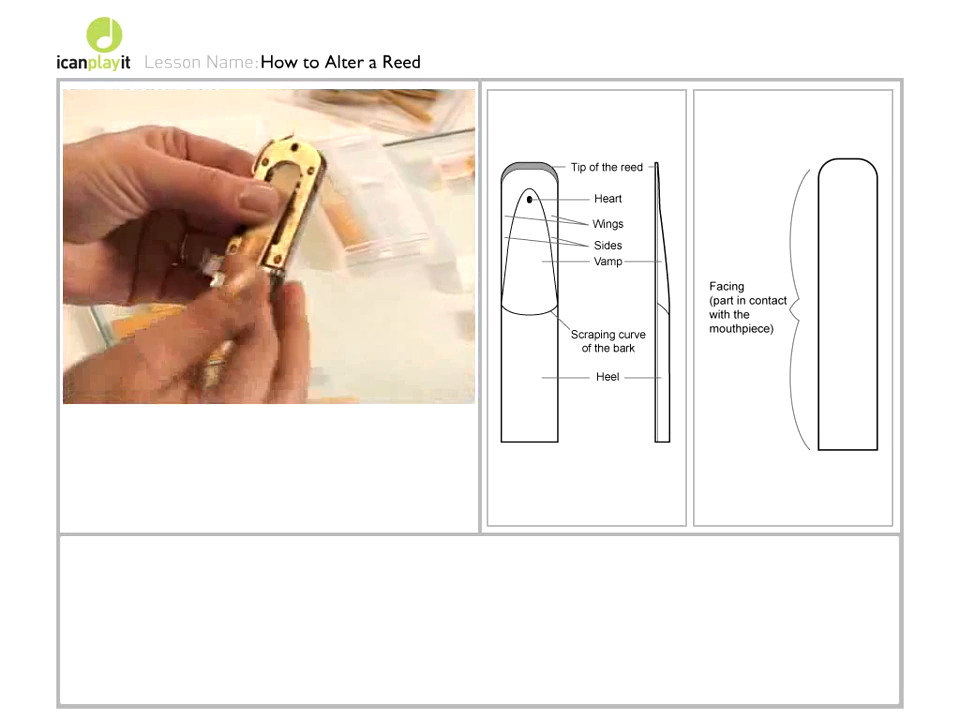 icanplayit Lesson Name: How to Alter a Reed
Tip of the reed
Heart
Wings
Sides
Vamp
Scraping curve
of the bark
Heel
Facing
(part in contact
with the
mouthpiece)